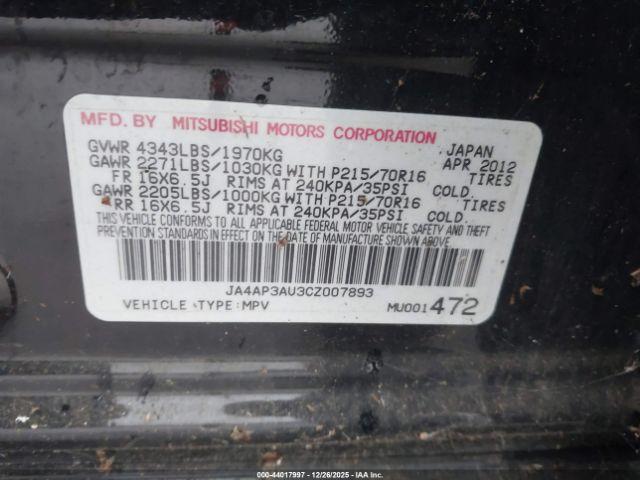 MFD. BY MITSUBISHI MOTORS CORPORATION
GVWR 4343LBS/1970KG JAPAN APR 2012
GAWR 2271LBS/1030KG WITH P215/70R16 TIRES
FR 16X6.5J RIMS AT 240KPA/35PSI COLD.
GAWR 2205LBS/1000KG WITH P215/70R16 TIRES
RR 16X6.5J RIMS AT 240KPA/35PSI COLD.
THIS VEHICLE CONFORMS TO ALL APPLICABLE FEDERAL MOTOR VEHICLE SAFETY AND THEFT
PREVENTION STANDARDS IN EFFECT ON THE DATE OF MANUFACTURE SHOWN ABOVE.
JA4AP3AU3CZ007893
VEHICLE TYPE:MPV MU001472
000-44017997 - 12/26/2025 - IAAI.COM